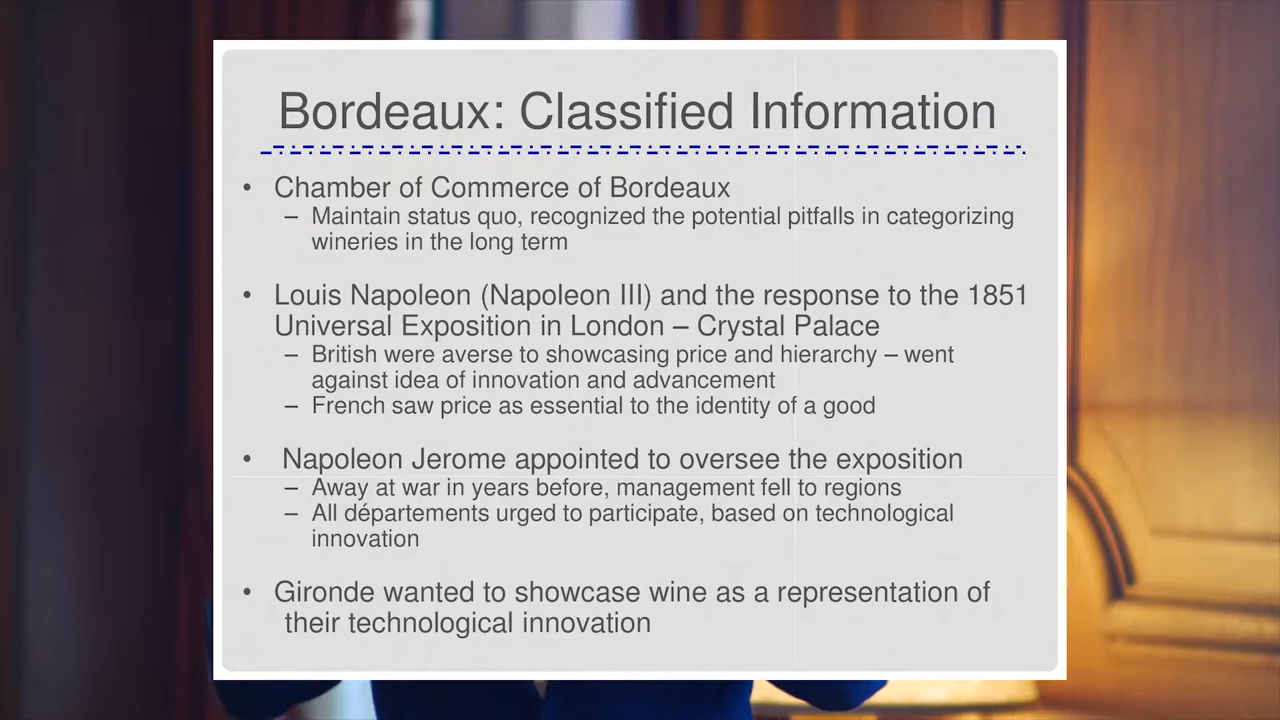 Bordeaux: Classified Information
• Chamber of Commerce of Bordeaux
– Maintain status quo, recognized the potential pitfalls in categorizing
wineries in the long term
• Louis Napoleon (Napoleon III) and the response to the 1851
Universal Exposition in London – Crystal Palace
– British were averse to showcasing price and hierarchy – went
against idea of innovation and advancement
– French saw price as essential to the identity of a good
• Napoleon Jerome appointed to oversee the exposition
– Away at war in years before, management fell to regions
– All départements urged to participate, based on technological
innovation
• Gironde wanted to showcase wine as a representation of
their technological innovation